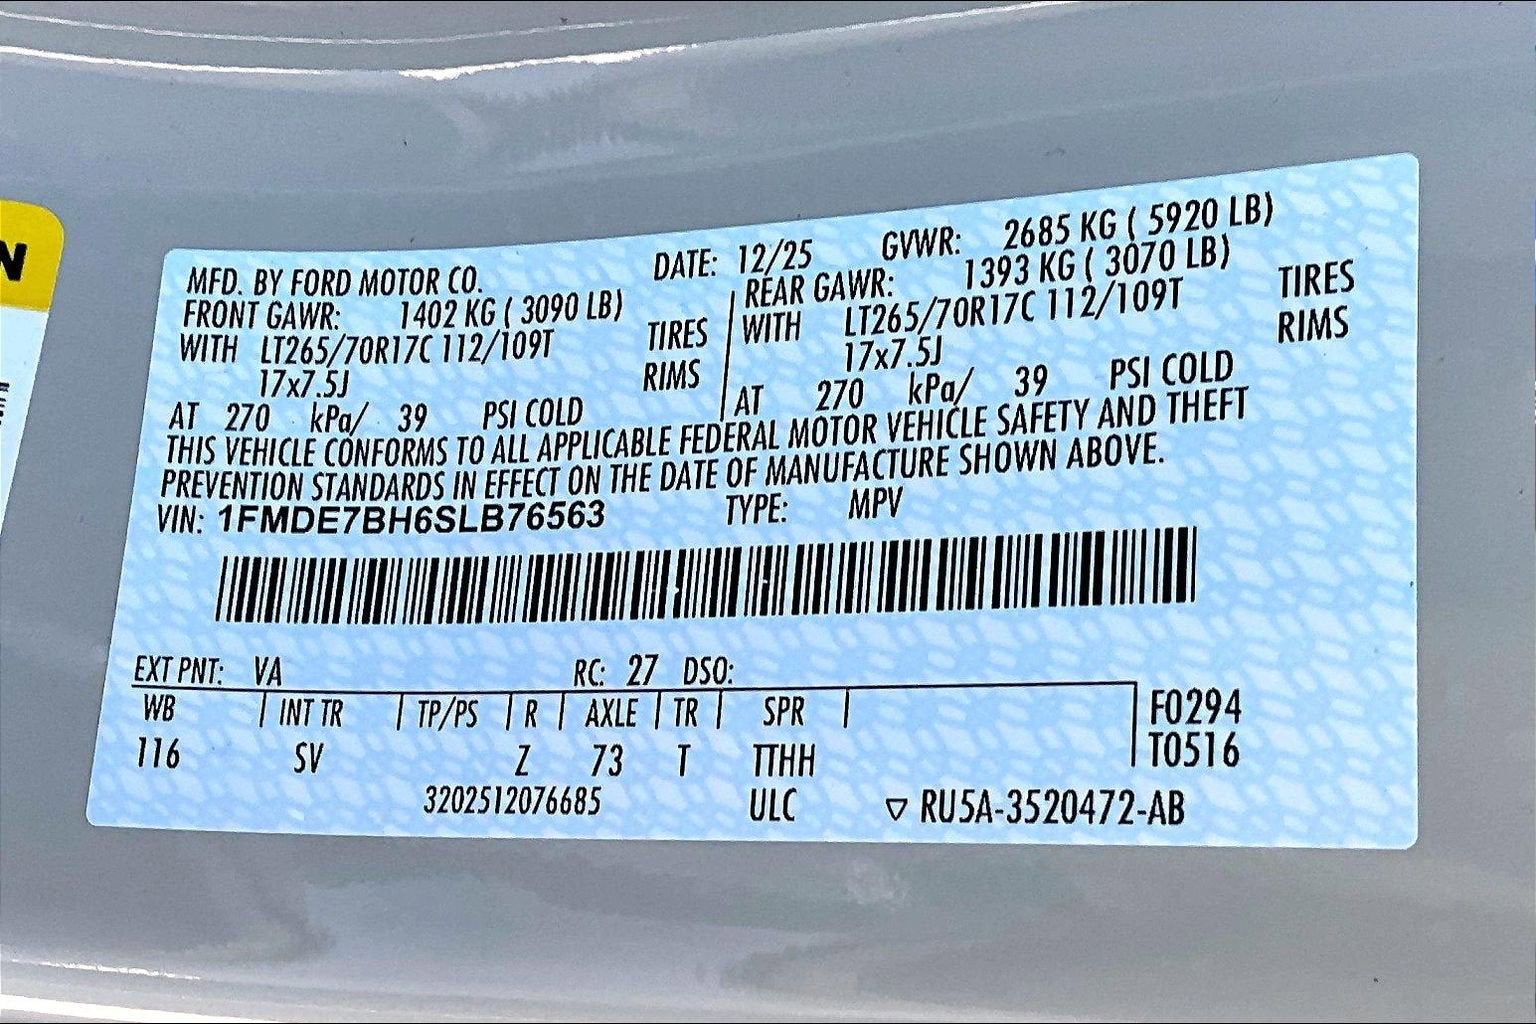 N
MFD. BY FORD MOTOR CO. DATE: 12/25 GVWR: 2685 KG ( 5920 LB)
FRONT GAWR: 1402 KG ( 3090 LB) REAR GAWR: 1393 KG ( 3070 LB)
WITH LT265/70R17C 112/109T TIRES WITH LT265/70R17C 112/109T TIRES
17x7.5J RIMS 17x7.5J RIMS
AT 270 kPa/ 39 PSI COLD AT 270 kPa/ 39 PSI COLD
THIS VEHICLE CONFORMS TO ALL APPLICABLE FEDERAL MOTOR VEHICLE SAFETY AND THEFT
PREVENTION STANDARDS IN EFFECT ON THE DATE OF MANUFACTURE SHOWN ABOVE.
VIN: 1FMDE7BH6SLB76563 TYPE: MPV
EXT PNT: VA RC: 27 DSO:
WB INT TR TP/PS R AXLE TR SPR F0294
116 SV Z 73 T TTHH T0516
3202512076685 ULC ▽ RU5A-3520472-AB